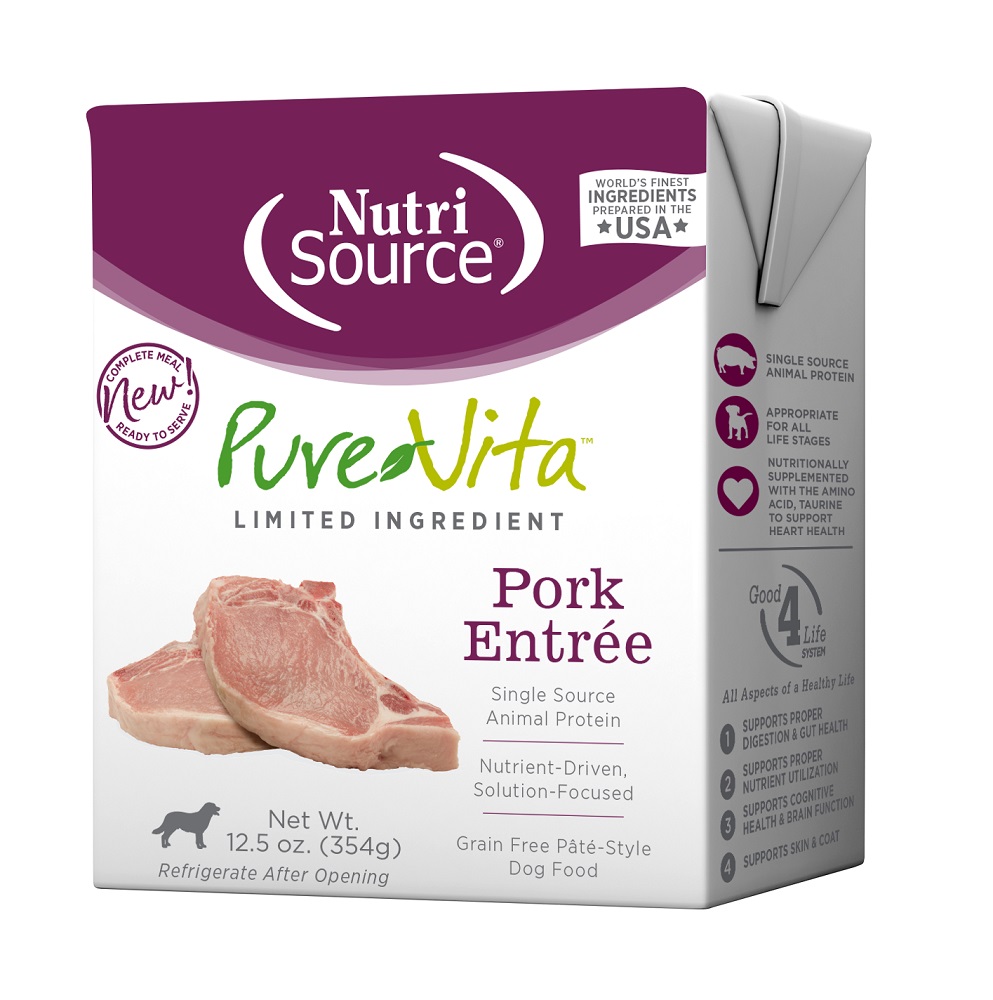 Nutri
Source®
WORLD'S FINEST
INGREDIENTS
PREPARED IN THE
★USA★
COMPLETE MEAL
New!
READY TO SERVE
PureVita™
LIMITED INGREDIENT
Pork
Entrée
Single Source
Animal Protein
Nutrient-Driven,
Solution-Focused
Grain Free Pâté-Style
Dog Food
Net Wt.
12.5 oz. (354g)
Refrigerate After Opening
SINGLE SOURCE
ANIMAL PROTEIN
APPROPRIATE
FOR ALL
LIFE STAGES
NUTRITIONALLY
SUPPLEMENTED
WITH THE AMINO
ACID, TAURINE
TO SUPPORT
HEART HEALTH
Good
4
Life
SYSTEM
All Aspects of a Healthy Life
1 SUPPORTS PROPER
DIGESTION & GUT HEALTH
2 SUPPORTS PROPER
NUTRIENT UTILIZATION
3 SUPPORTS COGNITIVE
HEALTH & BRAIN FUNCTION
4 SUPPORTS SKIN & COAT